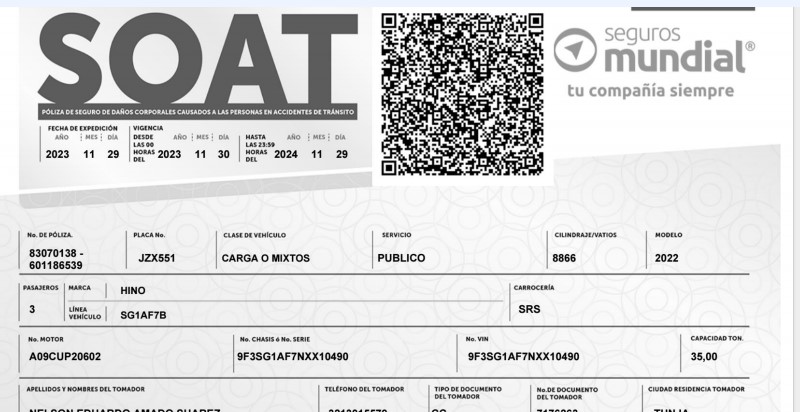 SOAT
seguros
mundial®
tu compañía siempre
PÓLIZA DE SEGURO DE DAÑOS CORPORALES CAUSADOS A LAS PERSONAS EN ACCIDENTES DE TRÁNSITO
FECHA DE EXPEDICIÓN
AÑO MES DÍA
2023 11 29
VIGENCIA
DESDE LAS 00 HORAS DEL
AÑO MES DÍA
2023 11 30
HASTA LAS 23:59 HORAS DEL
AÑO MES DÍA
2024 11 29
No. DE PÓLIZA. PLACA No. CLASE DE VEHÍCULO SERVICIO CILINDRAJE/VATIOS MODELO
83070138 - 601186539 JZX551 CARGA O MIXTOS PUBLICO 8866 2022
PASAJEROS MARCA HINO CARROCERÍA
3 LÍNEA VEHÍCULO SG1AF7B SRS
No. MOTOR No. CHASIS ó No. SERIE No. VIN CAPACIDAD TON.
A09CUP20602 9F3SG1AF7NXX10490 9F3SG1AF7NXX10490 35,00
APELLIDOS Y NOMBRES DEL TOMADOR TELÉFONO DEL TOMADOR TIPO DE DOCUMENTO DEL TOMADOR No.DE DOCUMENTO DEL TOMADOR CIUDAD RESIDENCIA TOMADOR
NELSON EDUARDO AMADO SUAREZ CC TUNJA